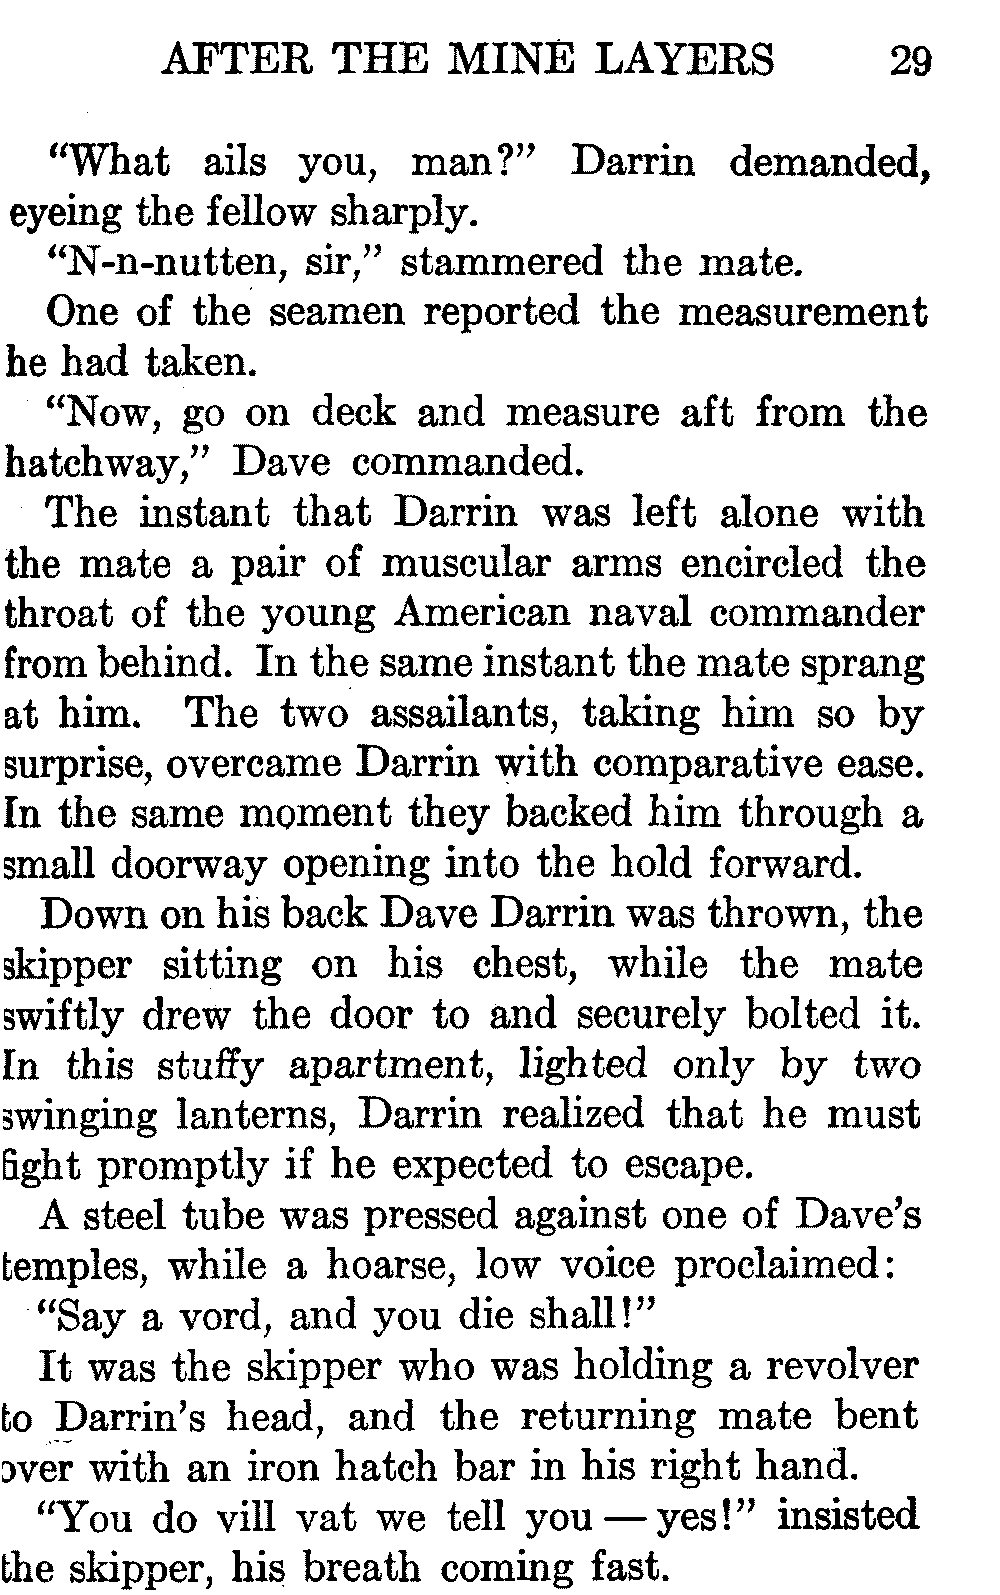 AFTER THE MINE LAYERS 29
“What ails you, man?” Darrin demanded,
eyeing the fellow sharply.
“N-n-nutten, sir,” stammered the mate.
One of the seamen reported the measurement
he had taken.
“Now, go on deck and measure aft from the
hatchway,” Dave commanded.
The instant that Darrin was left alone with
the mate a pair of muscular arms encircled the
throat of the young American naval commander
from behind. In the same instant the mate sprang
at him. The two assailants, taking him so by
surprise, overcame Darrin with comparative ease.
In the same moment they backed him through a
small doorway opening into the hold forward.
Down on his back Dave Darrin was thrown, the
skipper sitting on his chest, while the mate
swiftly drew the door to and securely bolted it.
In this stuffy apartment, lighted only by two
swinging lanterns, Darrin realized that he must
fight promptly if he expected to escape.
A steel tube was pressed against one of Dave’s
temples, while a hoarse, low voice proclaimed:
“Say a vord, and you die shall!”
It was the skipper who was holding a revolver
to Darrin’s head, and the returning mate bent
over with an iron hatch bar in his right hand.
“You do vill vat we tell you — yes!” insisted
the skipper, his breath coming fast.